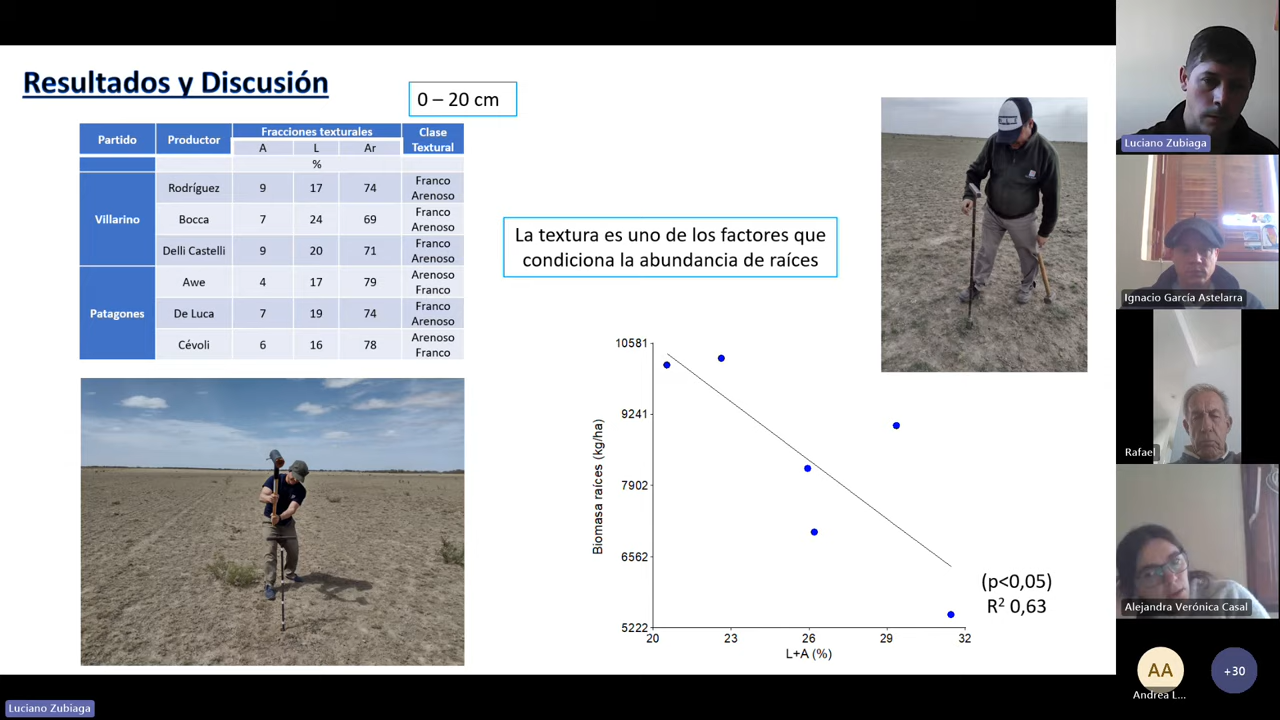 Resultados y Discusión
0 – 20 cm
Partido Productor Fracciones texturales Clase Textural
A L Ar
%
Villarino
Rodríguez 9 17 74 Franco Arenoso
Bocca 7 24 69 Franco Arenoso
Delli Castelli 9 20 71 Franco Arenoso
Patagones
Awe 4 17 79 Arenoso Franco
De Luca 7 19 74 Franco Arenoso
Cévoli 6 16 78 Arenoso Franco
La textura es uno de los factores que
condiciona la abundancia de raíces
10581
9241
7902
6562
5222
Biomasa raíces (kg/ha)
20 23 26 29 32
L+A (%)
(p<0,05)
R² 0,63
Luciano Zubiaga
Ignacio García Astelarra
Rafael
Alejandra Verónica Casal
AA
Andrea L...
+30
Luciano Zubiaga